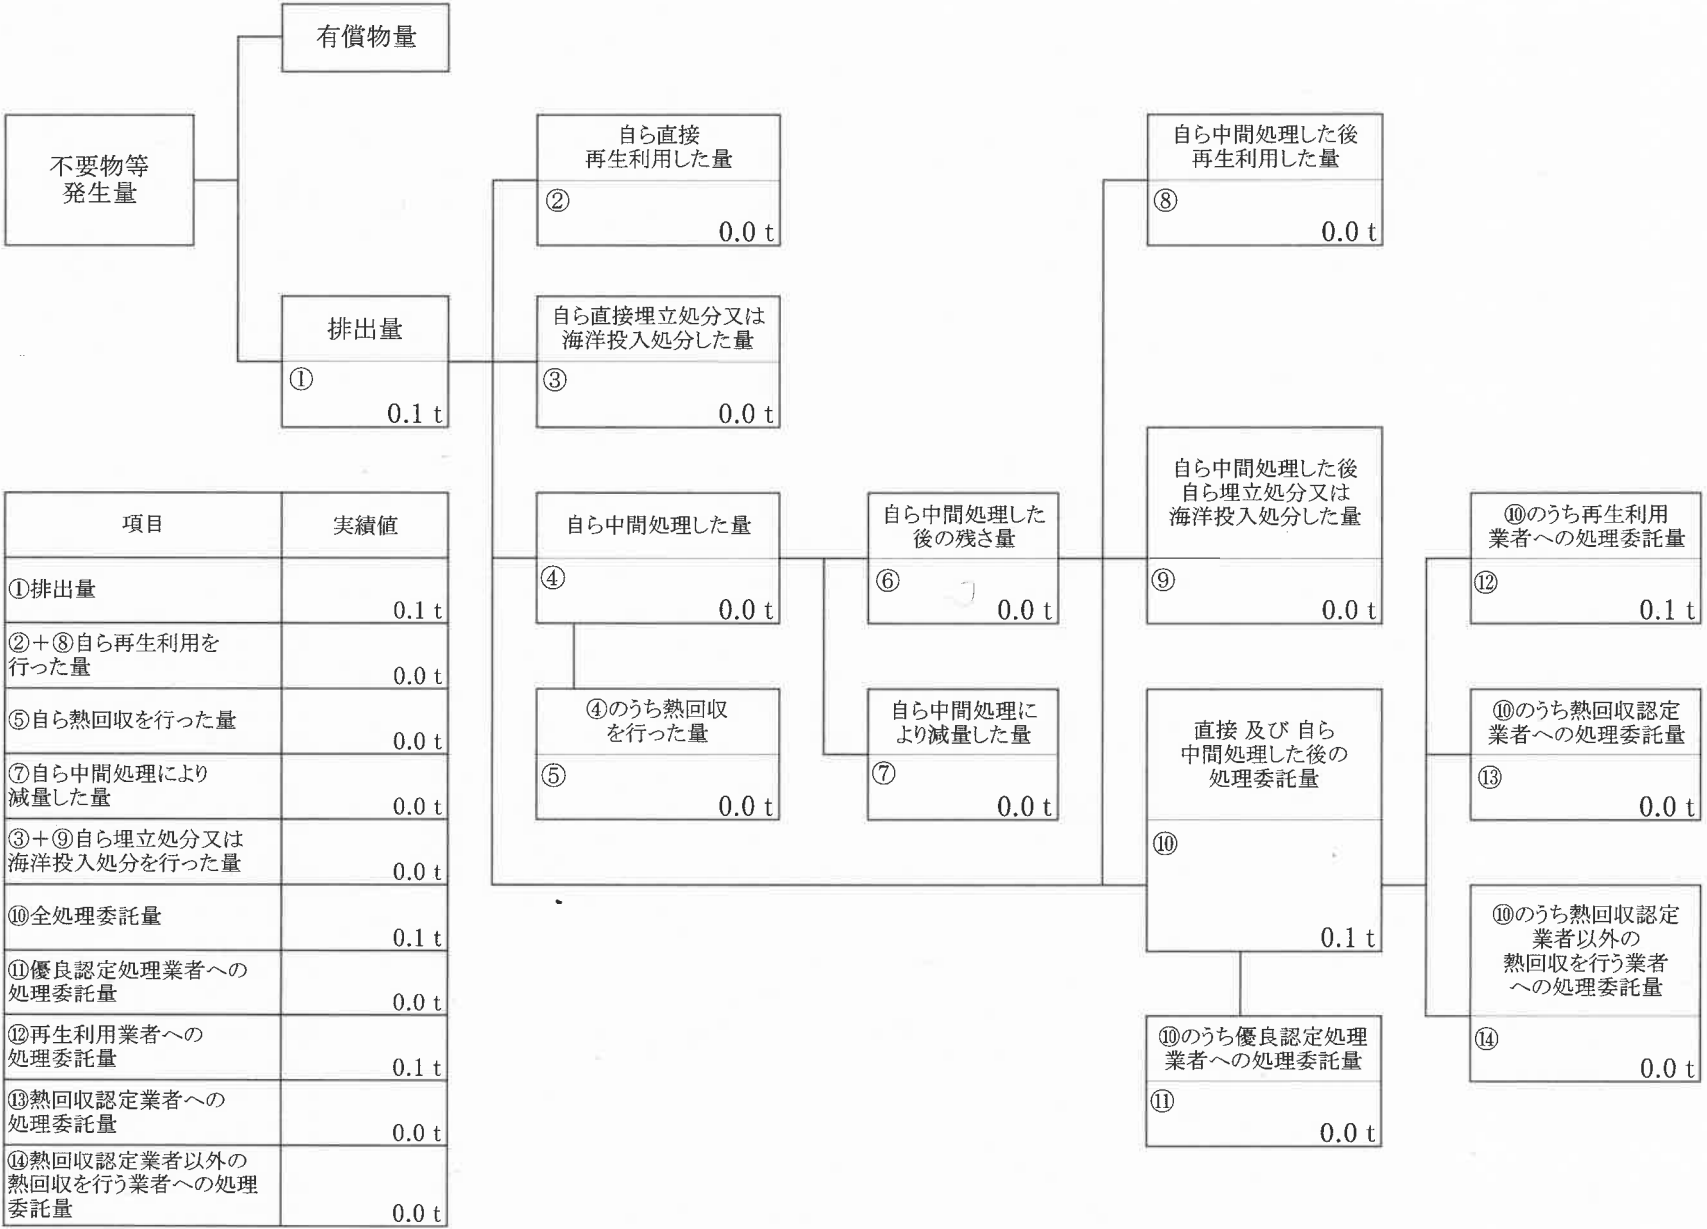 有償物量
不要物等
発生量
排出量
①
0.1 t
自ら直接
再生利用した量
②
0.0 t
自ら直接埋立処分又は
海洋投入処分した量
③
0.0 t
自ら中間処理した量
④
0.0 t
④のうち熱回収
を行った量
⑤
0.0 t
自ら中間処理した
後の残さ量
⑥
0.0 t
自ら中間処理に
より減量した量
⑦
0.0 t
自ら中間処理した後
再生利用した量
⑧
0.0 t
自ら中間処理した後
自ら埋立処分又は
海洋投入処分した量
⑨
0.0 t
直接 及び 自ら
中間処理した後の
処理委託量
⑩
0.1 t
⑩のうち優良認定処理
業者への処理委託量
⑪
0.0 t
⑩のうち再生利用
業者への処理委託量
⑫
0.1 t
⑩のうち熱回収認定
業者への処理委託量
⑬
0.0 t
⑩のうち熱回収認定
業者以外の
熱回収を行う業者
への処理委託量
⑭
0.0 t
項目 実績値
①排出量
0.1 t
②＋⑧自ら再生利用を
行った量
0.0 t
⑤自ら熱回収を行った量
0.0 t
⑦自ら中間処理により
減量した量
0.0 t
③＋⑨自ら埋立処分又は
海洋投入処分を行った量
0.0 t
⑩全処理委託量
0.1 t
⑪優良認定処理業者への
処理委託量
0.0 t
⑫再生利用業者への
処理委託量
0.1 t
⑬熱回収認定業者への
処理委託量
0.0 t
⑭熱回収認定業者以外の
熱回収を行う業者への処理
委託量
0.0 t